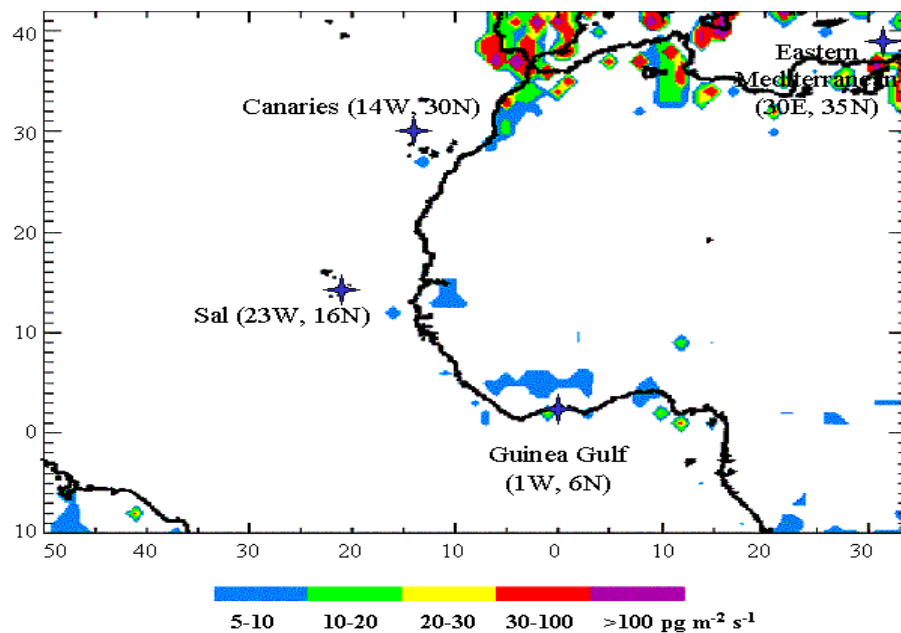 40
30
20
10
0
10
Eastern
Mediterranean
(30E, 35N)
Canaries (14W, 30N)
Sal (23W, 16N)
Guinea Gulf
(1W, 6N)
50 40 30 20 10 0 10 20 30
5-10 10-20 20-30 30-100 >100 pg m⁻² s⁻¹